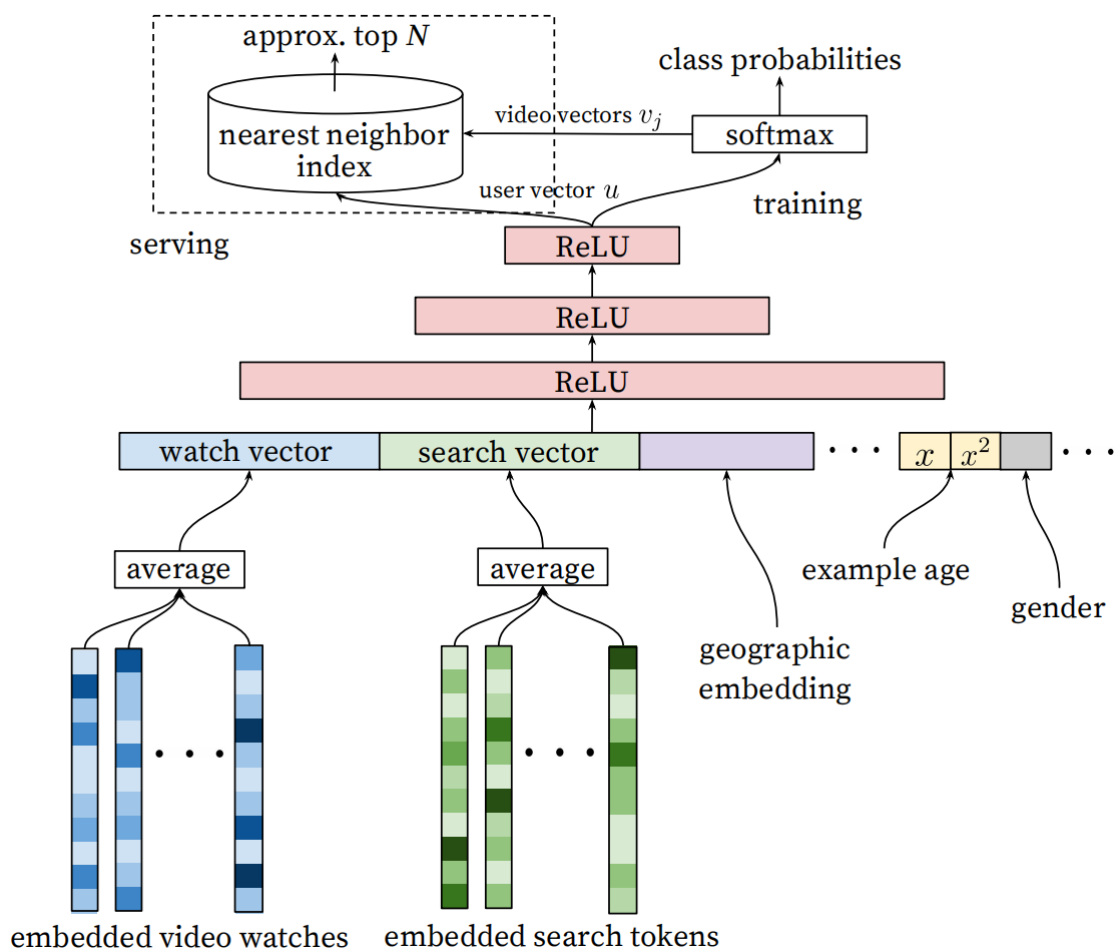 approx. top N
class probabilities
nearest neighbor
index
video vectors v_j
softmax
user vector u
training
serving
ReLU
ReLU
ReLU
watch vector
search vector
. . .
x
x²
. . .
average
average
example age
gender
geographic
embedding
. . .
. . .
embedded video watches
embedded search tokens